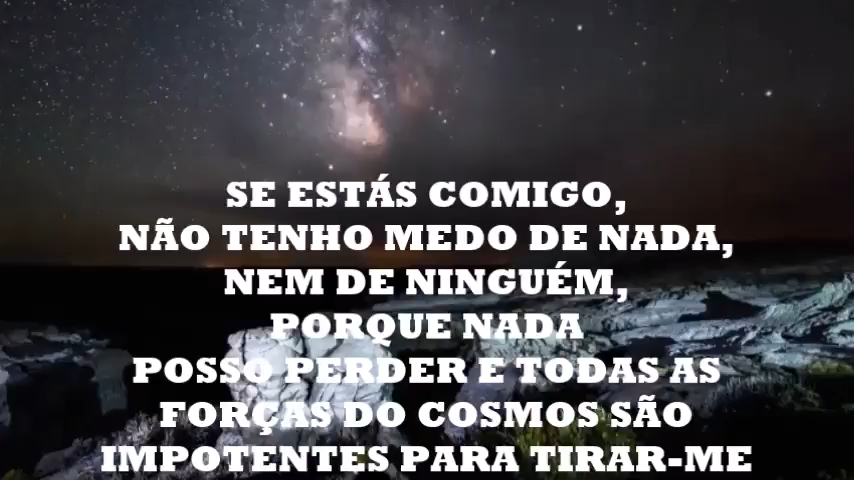 SE ESTÁS COMIGO,
NÃO TENHO MEDO DE NADA,
NEM DE NINGUÉM,
PORQUE NADA
POSSO PERDER E TODAS AS
FORÇAS DO COSMOS SÃO
IMPOTENTES PARA TIRAR-ME